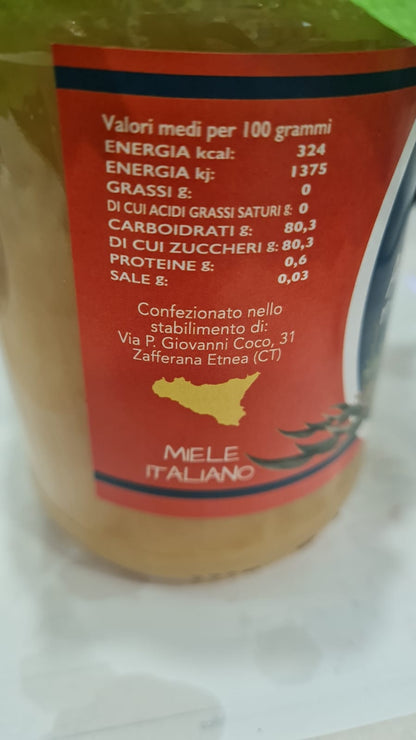 Valori medi per 100 grammi
ENERGIA kcal: 324
ENERGIA kj: 1375
GRASSI g: 0
DI CUI ACIDI GRASSI SATURI g: 0
CARBOIDRATI g: 80,3
DI CUI ZUCCHERI g: 80,3
PROTEINE g: 0,6
SALE g: 0,03
Confezionato nello
stabilimento di:
Via P. Giovanni Coco, 31
Zafferana Etnea (CT)
MIELE
ITALIANO